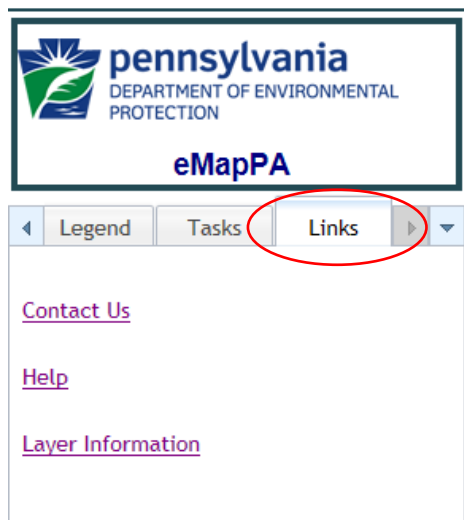 pennsylvania
DEPARTMENT OF ENVIRONMENTAL
PROTECTION
eMapPA
Legend Tasks Links
Contact Us
Help
Layer Information